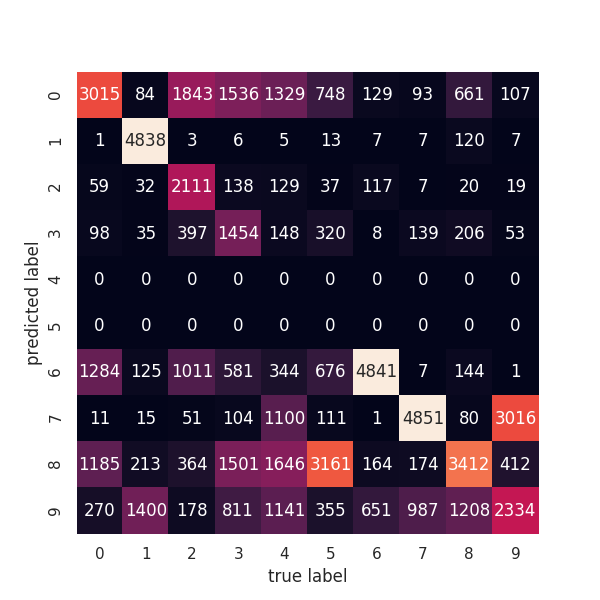 0 3015 84 1843 1536 1329 748 129 93 661 107
1 1 4838 3 6 5 13 7 7 120 7
2 59 32 2111 138 129 37 117 7 20 19
3 98 35 397 1454 148 320 8 139 206 53
4 0 0 0 0 0 0 0 0 0 0
5 0 0 0 0 0 0 0 0 0 0
6 1284 125 1011 581 344 676 4841 7 144 1
7 11 15 51 104 1100 111 1 4851 80 3016
8 1185 213 364 1501 1646 3161 164 174 3412 412
9 270 1400 178 811 1141 355 651 987 1208 2334
0 1 2 3 4 5 6 7 8 9
true label
predicted label